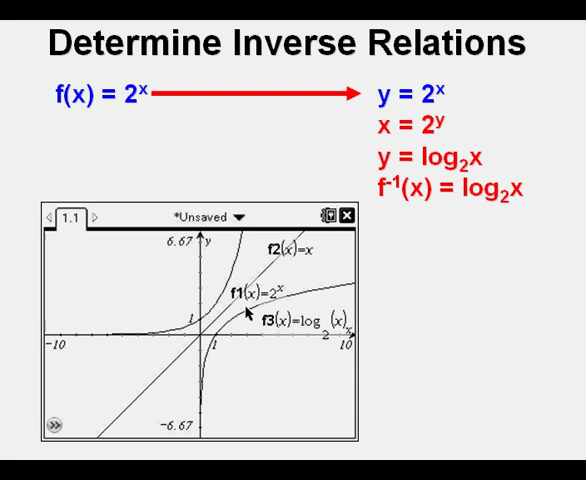 Determine Inverse Relations
f(x) = 2ˣ
y = 2ˣ
x = 2ʸ
y = log₂x
f⁻¹(x) = log₂x
1.1
*Unsaved
6.67 y
f2(x)=x
f1(x)=2ˣ
1
f3(x)=log₂(x)
x
-10
1
10
-6.67